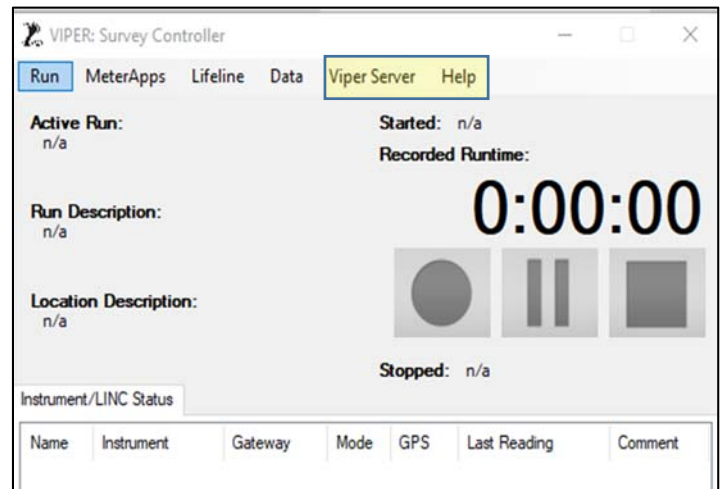 VIPER: Survey Controller
Run MeterApps Lifeline Data Viper Server Help
Active Run: Started: n/a
n/a
Recorded Runtime:
0:00:00
Run Description:
n/a
Location Description:
n/a
Stopped: n/a
Instrument/LINC Status
Name Instrument Gateway Mode GPS Last Reading Comment